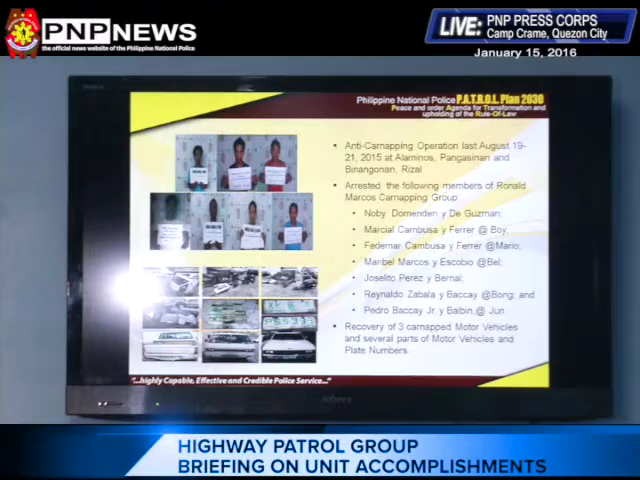 PNPNEWS
the official news website of the Philippine National Police
LIVE: PNP PRESS CORPS
Camp Crame, Quezon City
January 15, 2016
Philippine National Police P.A.T.R.O.L. Plan 2030
Peace and order Agenda for Transformation and
upholding of the Rule-Of-Law
• Anti-Carnapping Operation last August 19-
21, 2015 at Alaminos, Pangasinan and
Binangonan, Rizal
• Arrested the following members of Ronald
Marcos Carnapping Group:
• Noby Domenden y De Guzman;
• Marcial Cambusa y Ferrer @ Boy;
• Federnar Cambusa y Ferrer @Mario;
• Maribel Marcos y Escobio @Bel;
• Joselito Perez y Bernal;
• Reynaldo Zabala y Baccay @Bong; and
• Pedro Baccay Jr. y Balbin @ Jun
• Recovery of 3 carnapped Motor Vehicles
and several parts of Motor Vehicles and
Plate Numbers.
"...highly Capable, Effective and Credible Police Service..."
HIGHWAY PATROL GROUP
BRIEFING ON UNIT ACCOMPLISHMENTS